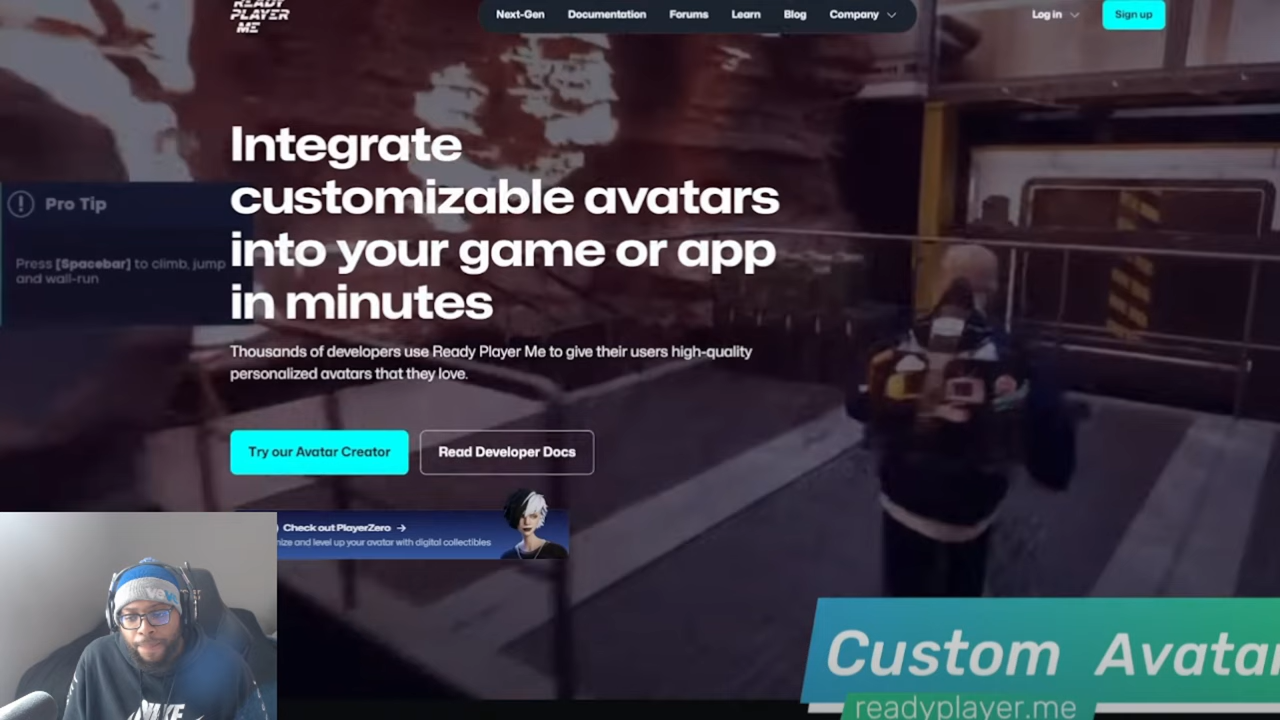 READY
PLAYER
ME
Next-Gen Documentation Forums Learn Blog Company
Log in
Sign up
Integrate
customizable avatars
into your game or app
in minutes
Pro Tip
Press [Spacebar] to climb, jump
and wall-run
Thousands of developers use Ready Player Me to give their users high-quality
personalized avatars that they love.
Try our Avatar Creator
Read Developer Docs
Check out PlayerZero →
and level up your avatar with digital collectibles
Custom Avatar
readyplayer.me